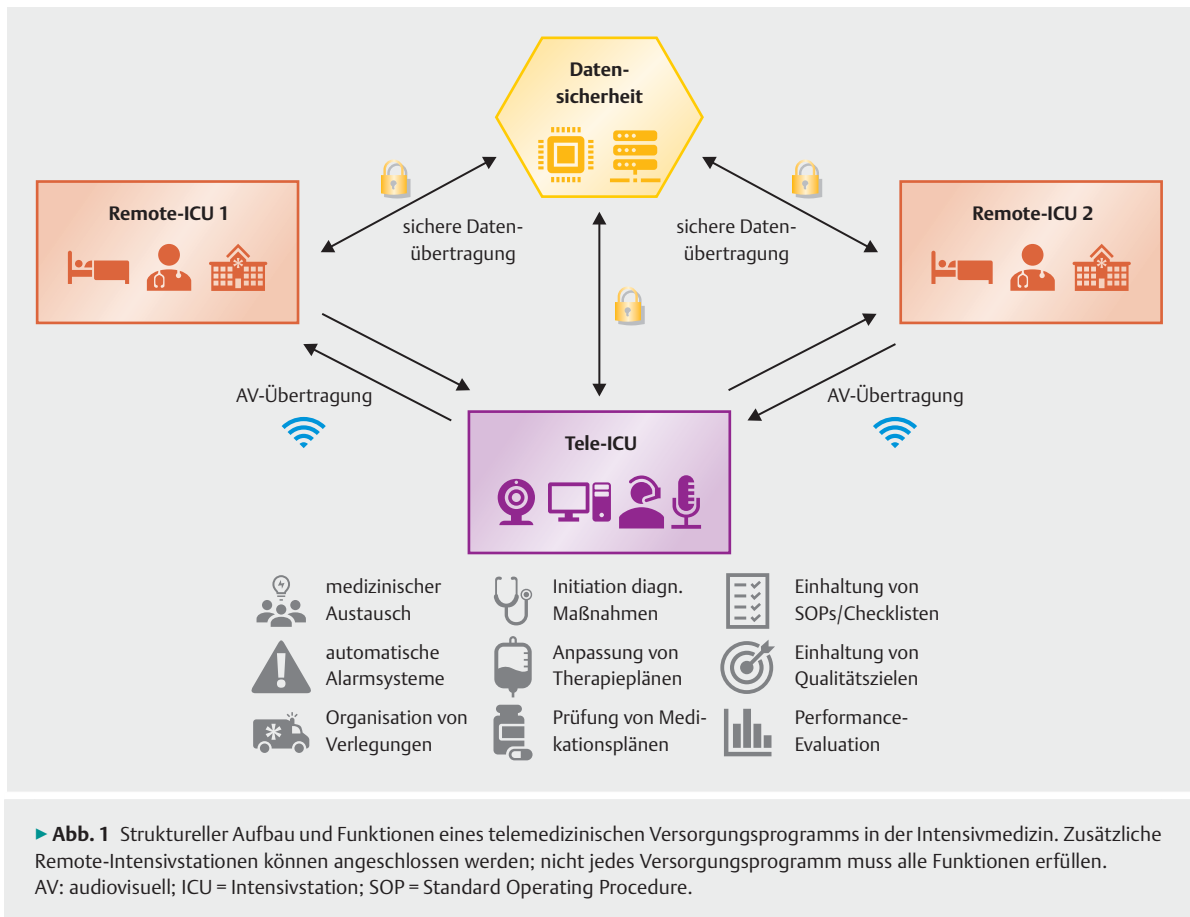 Daten-
sicherheit
Remote-ICU 1
Remote-ICU 2
sichere Daten-
übertragung
sichere Daten-
übertragung
AV-Übertragung
AV-Übertragung
Tele-ICU
medizinischer
Austausch
Initiation diagn.
Maßnahmen
Einhaltung von
SOPs/Checklisten
automatische
Alarmsysteme
Anpassung von
Therapieplänen
Einhaltung von
Qualitätszielen
Organisation von
Verlegungen
Prüfung von Medi-
kationsplänen
Performance-
Evaluation
▶ Abb. 1 Struktureller Aufbau und Funktionen eines telemedizinischen Versorgungsprogramms in der Intensivmedizin. Zusätzliche
Remote-Intensivstationen können angeschlossen werden; nicht jedes Versorgungsprogramm muss alle Funktionen erfüllen.
AV: audiovisuell; ICU = Intensivstation; SOP = Standard Operating Procedure.